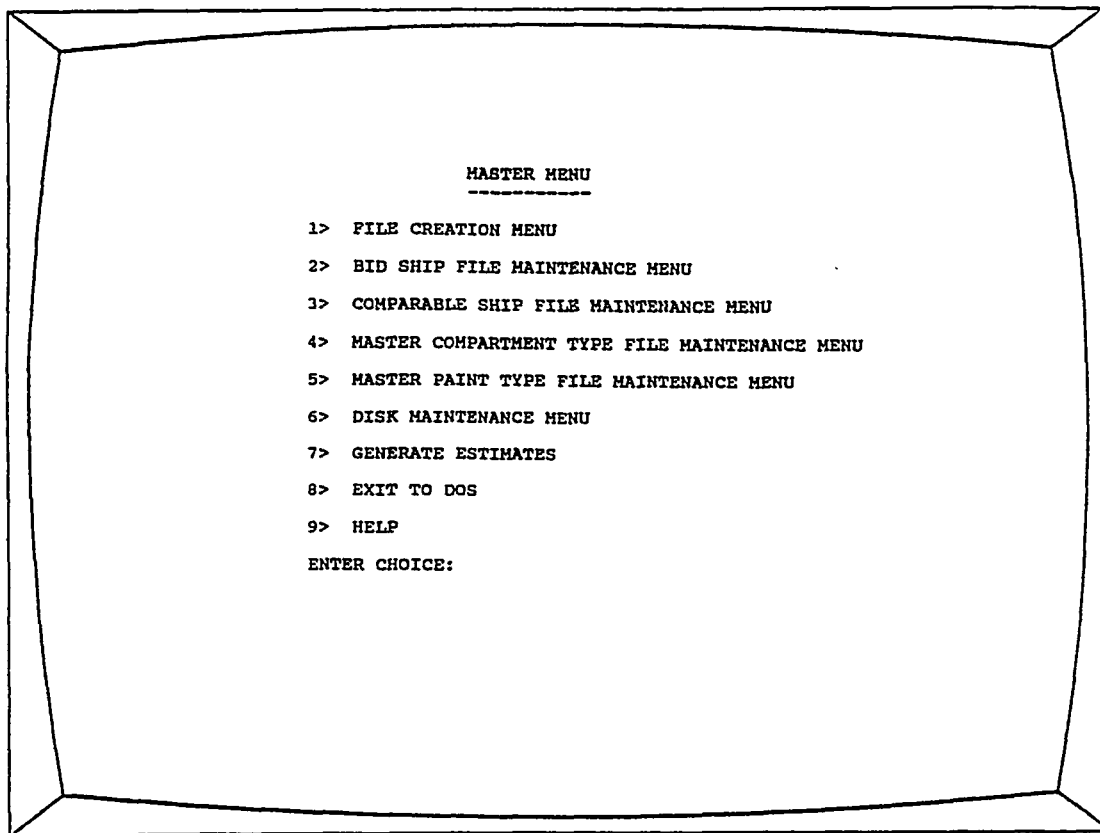 MASTER MENU
-----------
1> FILE CREATION MENU
2> BID SHIP FILE MAINTENANCE MENU
3> COMPARABLE SHIP FILE MAINTENANCE MENU
4> MASTER COMPARTMENT TYPE FILE MAINTENANCE MENU
5> MASTER PAINT TYPE FILE MAINTENANCE MENU
6> DISK MAINTENANCE MENU
7> GENERATE ESTIMATES
8> EXIT TO DOS
9> HELP
ENTER CHOICE: